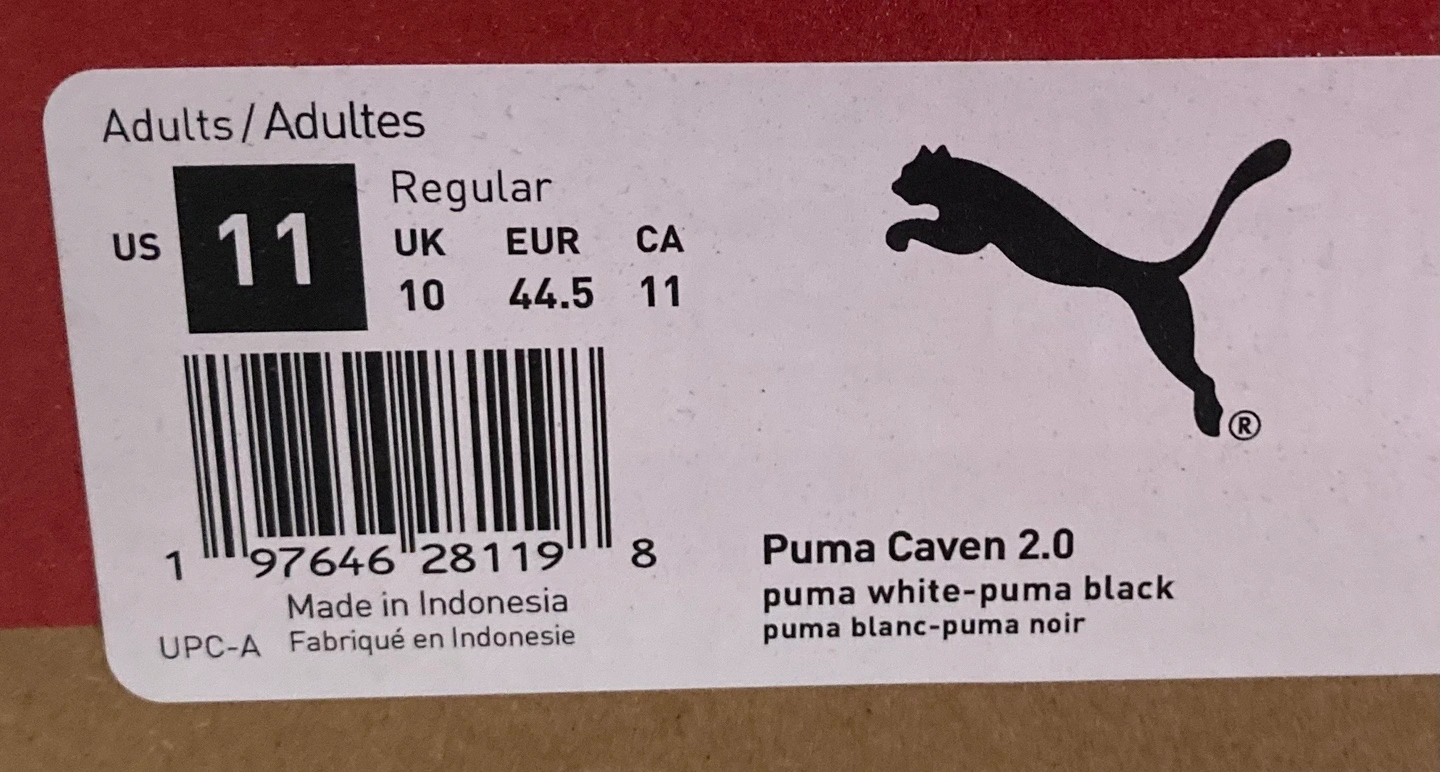 Adults/Adultes
US 11
Regular
UK EUR CA
10 44.5 11
1 97646 28119 8
Made in Indonesia
UPC-A Fabriqué en Indonesie
®
Puma Caven 2.0
puma white-puma black
puma blanc-puma noir